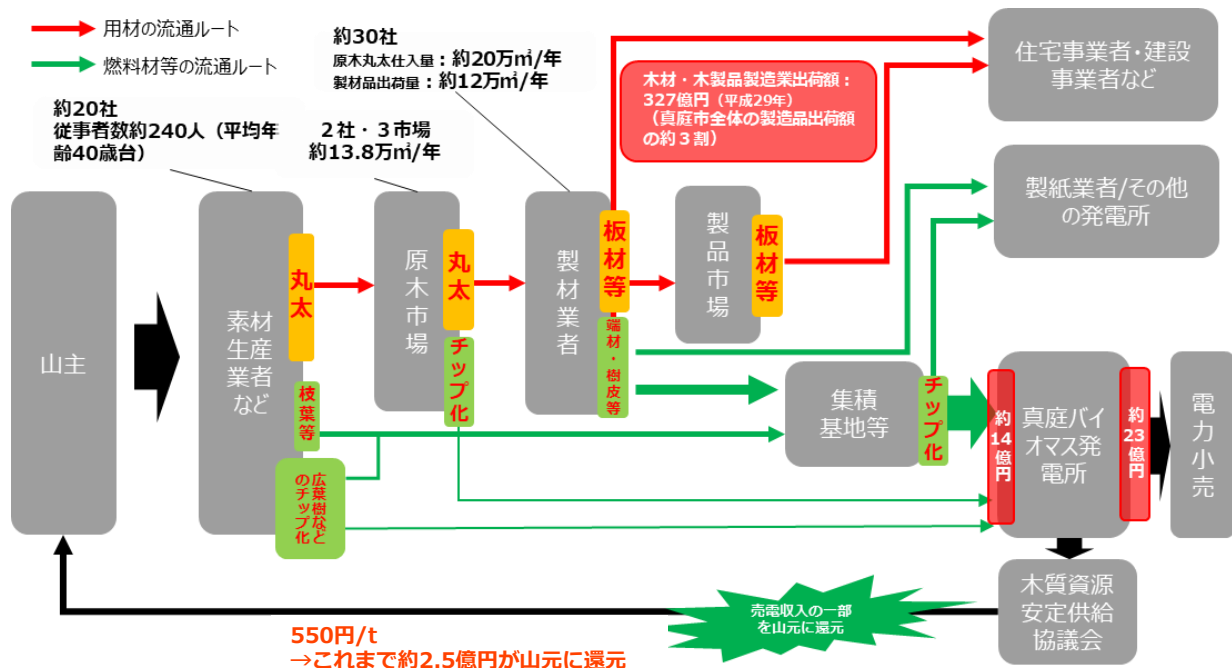 用材の流通ルート
燃料材等の流通ルート
約20社
従事者数約240人（平均年
齢40歳台）
２社・３市場
約13.8万㎥/年
約30社
原木丸太仕入量：約20万㎥/年
製材品出荷量：約12万㎥/年
木材・木製品製造業出荷額：
327億円（平成29年）
（真庭市全体の製造品出荷額
の約３割）
住宅事業者・建設
事業者など
製紙業者/その他
の発電所
山主
素材
生産
業者
など
丸太
枝葉等
広葉樹など
のチップ化
原木市場
丸太
チップ化
製材業者
板材等
端材・樹皮等
製品市場
板材等
集積
基地等
チップ化
約14億円
真庭バイ
オマス発
電所
約23億円
電力小売
木質資源
安定供給
協議会
売電収入の一部
を山元に還元
550円/t
→これまで約2.5億円が山元に還元